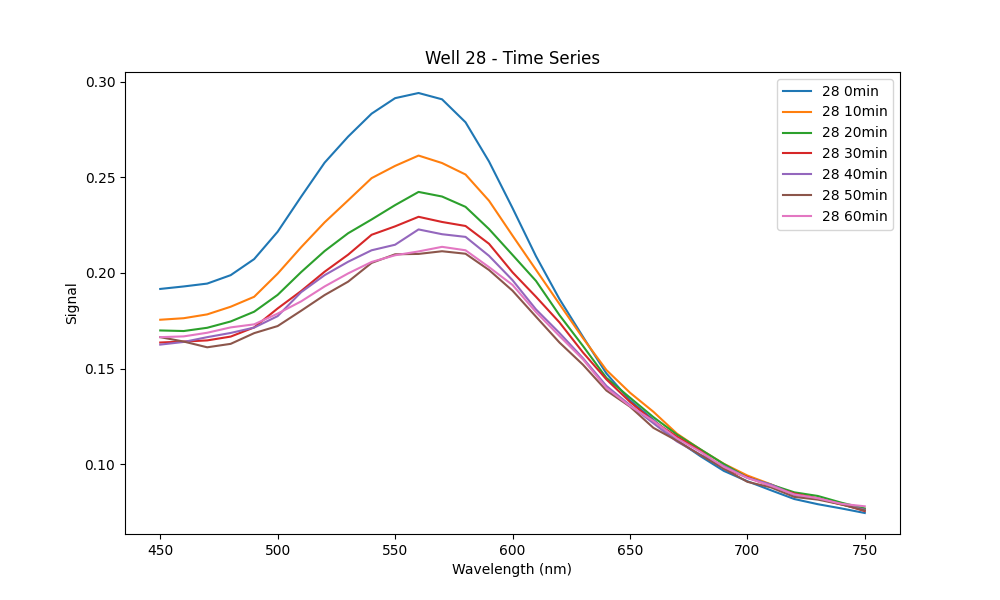 Well 28 - Time Series
28 0min
28 10min
28 20min
28 30min
28 40min
28 50min
28 60min
Signal
0.30
0.25
0.20
0.15
0.10
450 500 550 600 650 700 750
Wavelength (nm)